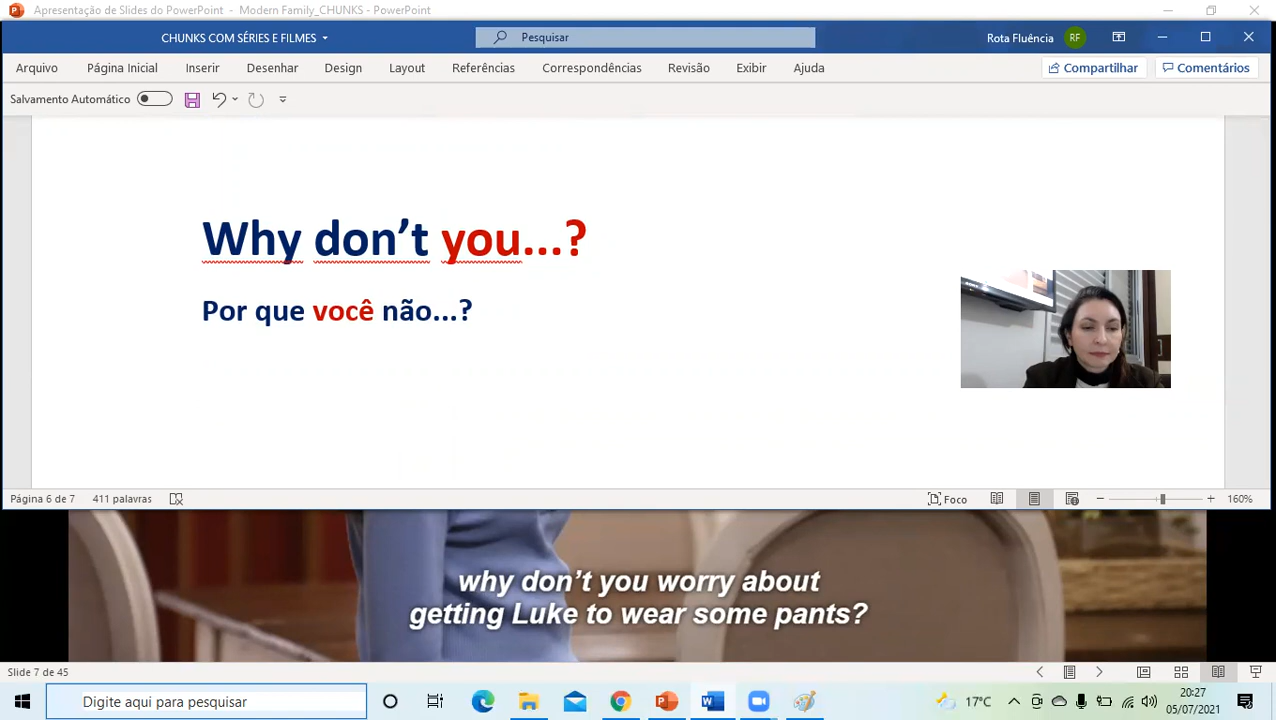 Apresentação de Slides do PowerPoint - Modern Family_CHUNKS - PowerPoint
CHUNKS COM SÉRIES E FILMES
Pesquisar
Rota Fluência RF
Arquivo Página Inicial Inserir Desenhar Design Layout Referências Correspondências Revisão Exibir Ajuda Compartilhar Comentários
Salvamento Automático
Why don’t you...?
Por que você não...?
Página 6 de 7 411 palavras Foco 160%
why don’t you worry about
getting Luke to wear some pants?
Slide 7 de 45
Digite aqui para pesquisar 17°C 20:27
05/07/2021